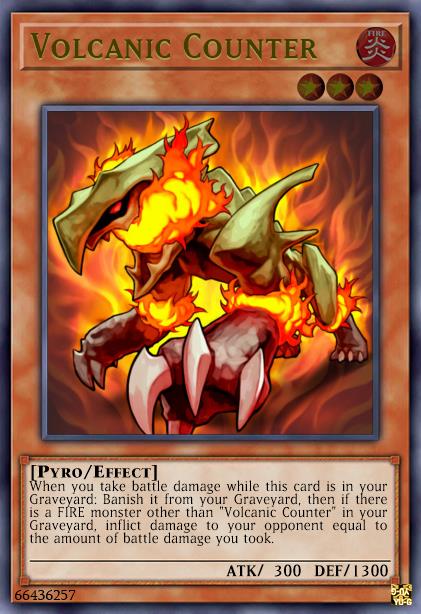 VOLCANIC COUNTER
FIRE
炎
[PYRO/EFFECT]
When you take battle damage while this card is in your
Graveyard: Banish it from your Graveyard, then if there
is a FIRE monster other than "Volcanic Counter" in your
Graveyard, inflict damage to your opponent equal to
the amount of battle damage you took.
ATK/ 300 DEF/1300
66436257